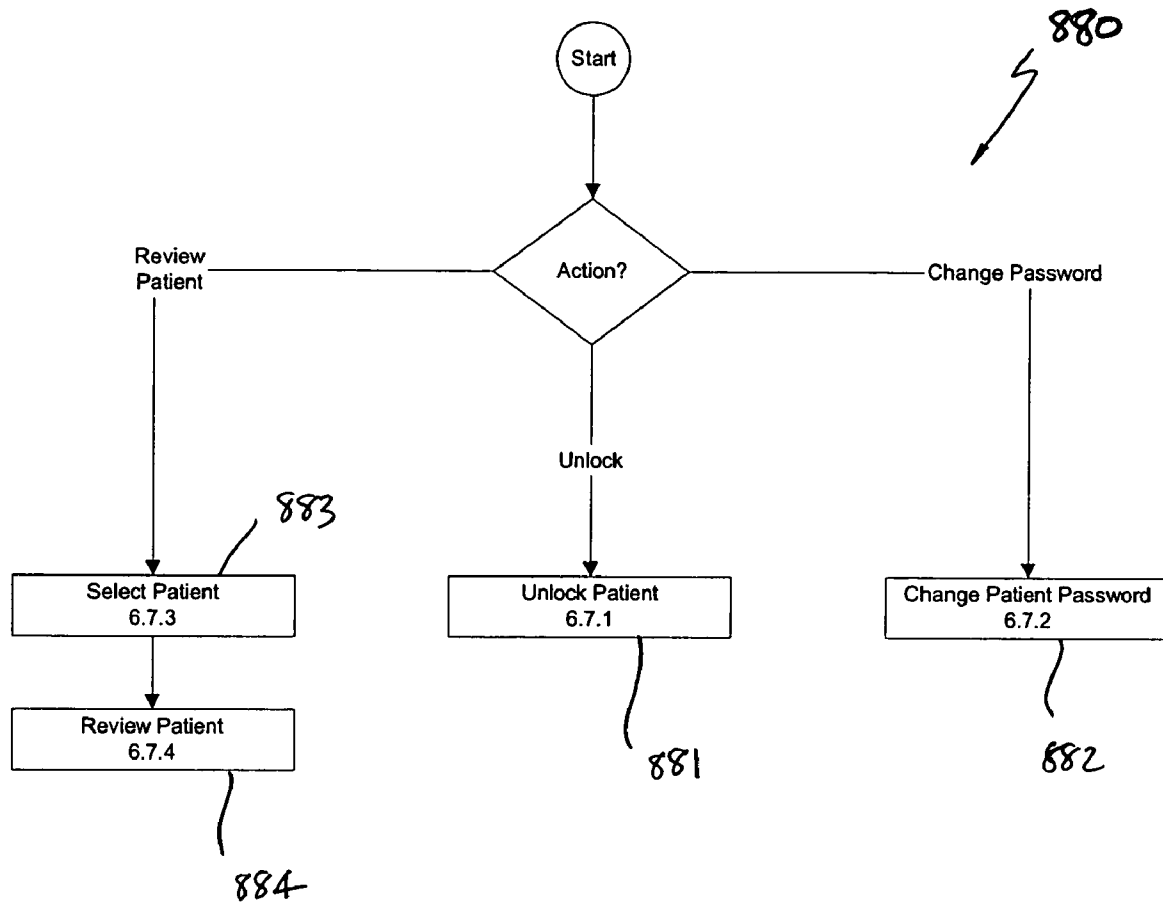 880
Start
Action?
Review
Patient
Change Password
Unlock
883
Select Patient
6.7.3
Unlock Patient
6.7.1
Change Patient Password
6.7.2
Review Patient
6.7.4
881
882
884